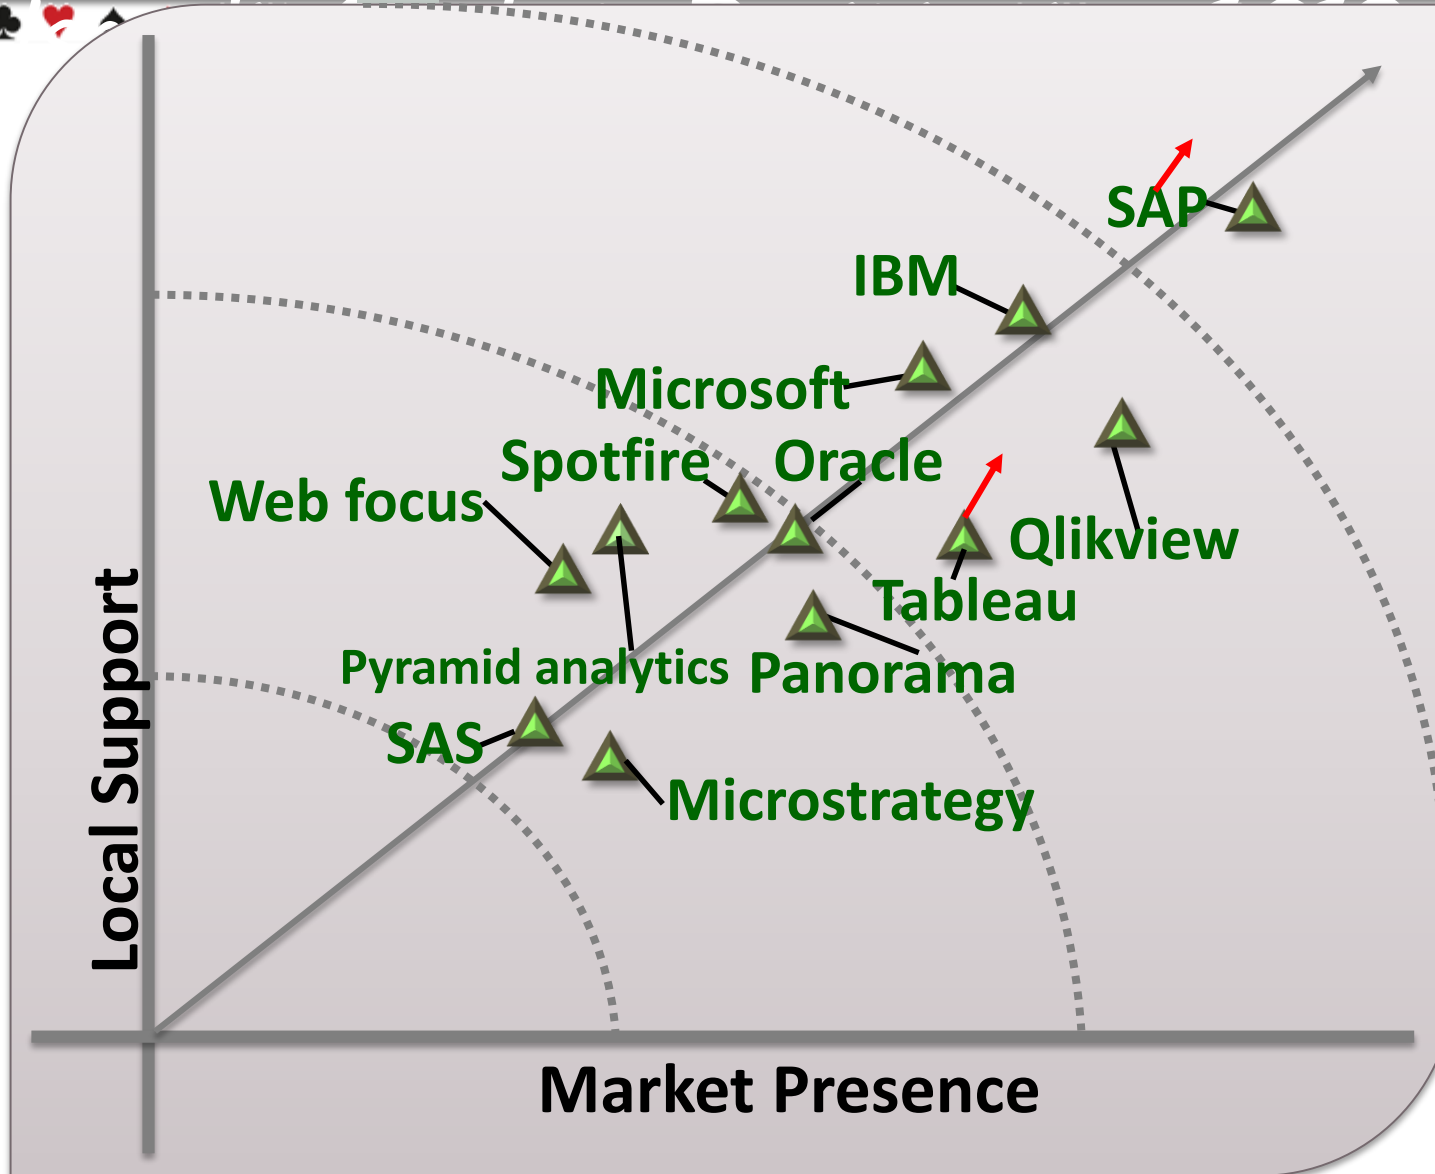 SAP
IBM
Microsoft
Spotfire
Oracle
Web focus
Qlikview
Tableau
Pyramid analytics
Panorama
SAS
Microstrategy
Local Support
Market Presence